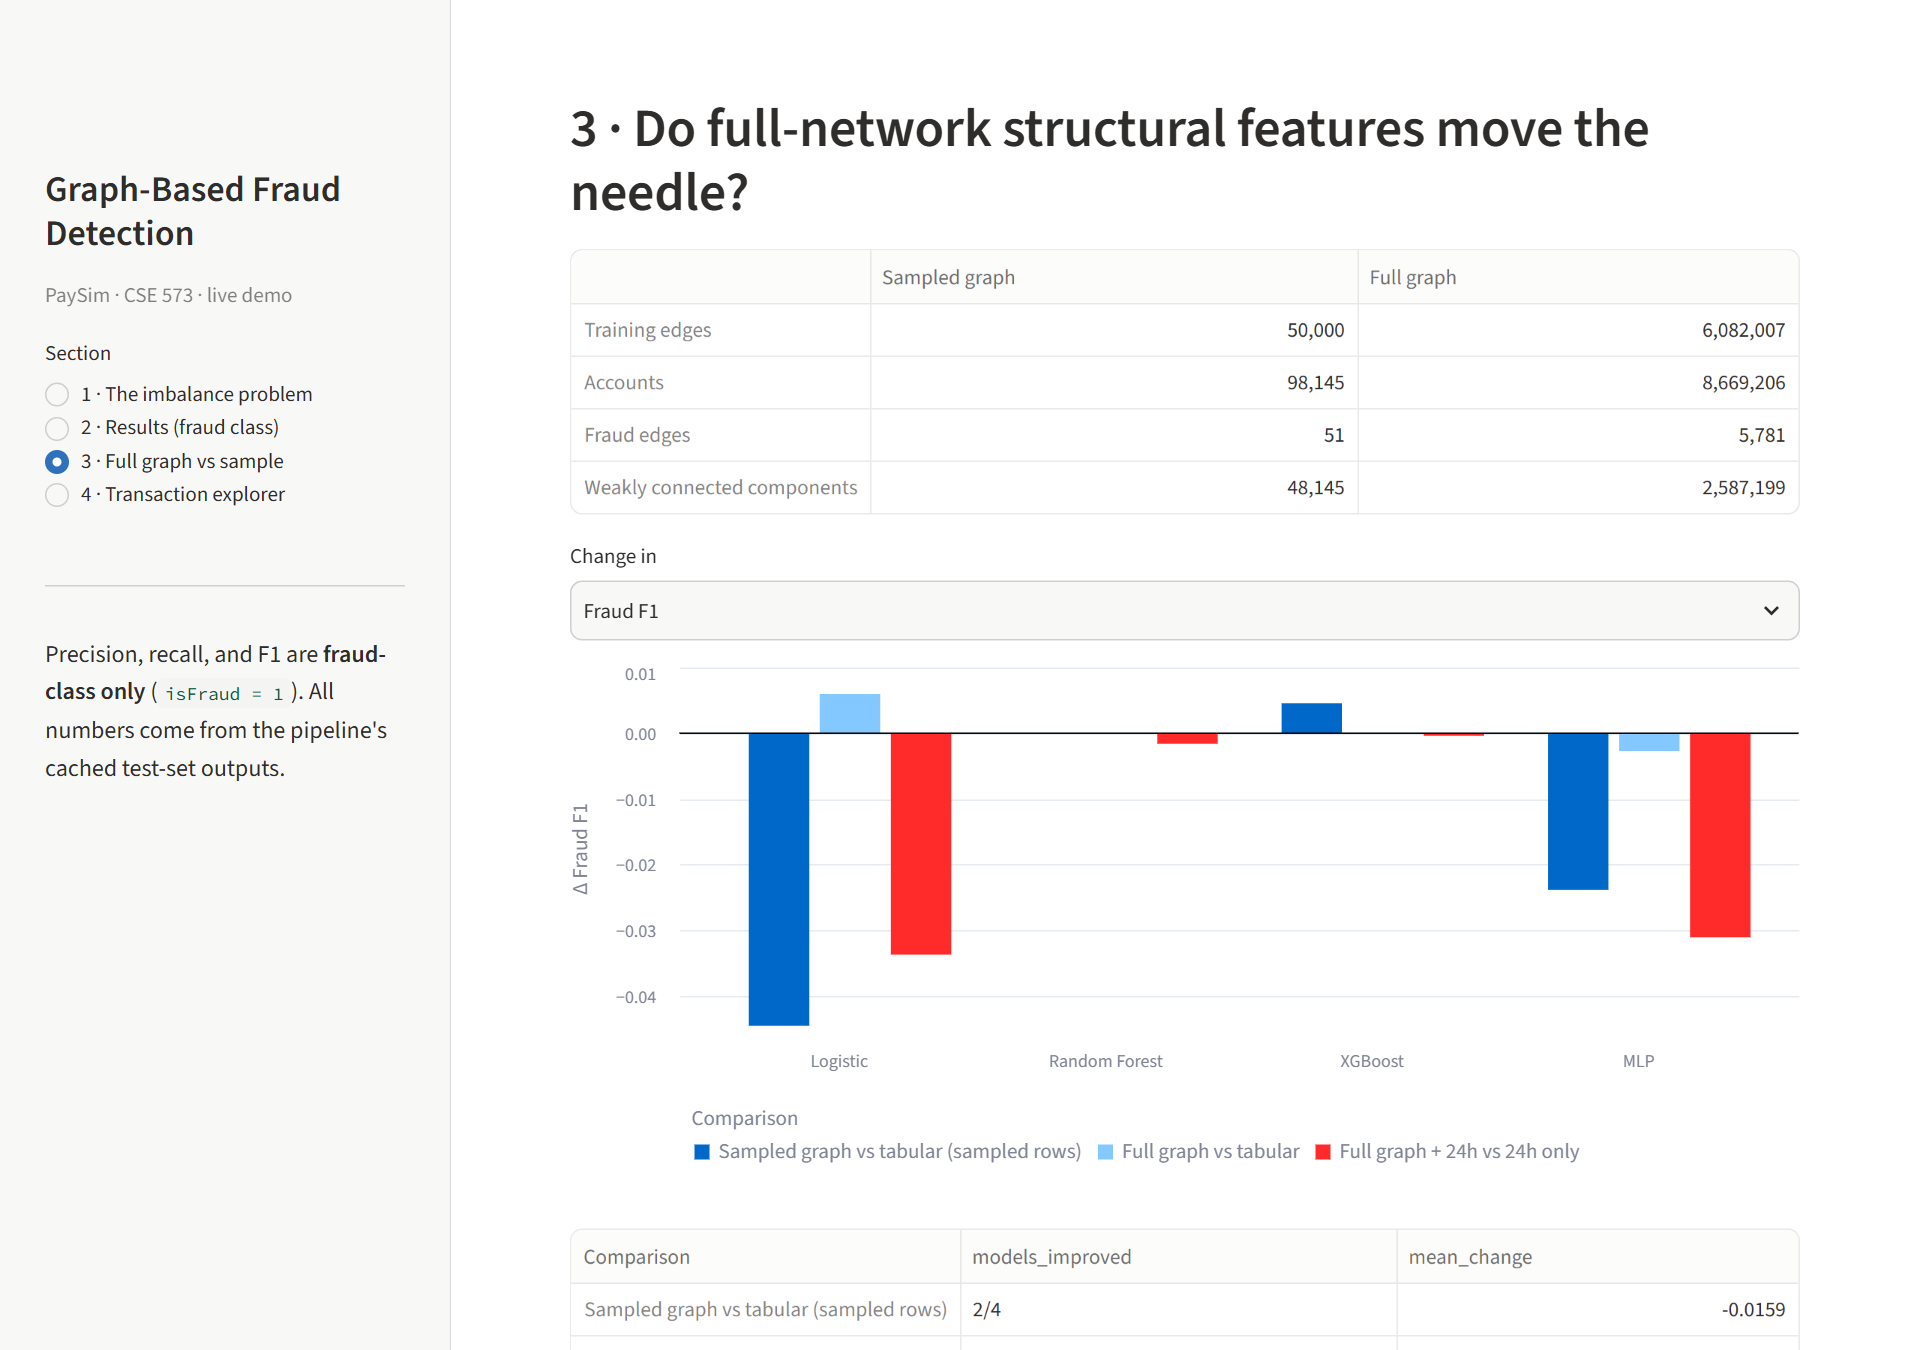 Graph-Based Fraud
Detection
PaySim · CSE 573 · live demo
Section
1 · The imbalance problem
2 · Results (fraud class)
3 · Full graph vs sample
4 · Transaction explorer
Precision, recall, and F1 are fraud-
class only ( isFraud = 1 ). All
numbers come from the pipeline's
cached test-set outputs.
3 · Do full-network structural features move the
needle?
Sampled graph Full graph
Training edges 50,000 6,082,007
Accounts 98,145 8,669,206
Fraud edges 51 5,781
Weakly connected components 48,145 2,587,199
Change in
Fraud F1
0.01
0.00
−0.01
−0.02
−0.03
−0.04
Δ Fraud F1
Logistic Random Forest XGBoost MLP
Comparison
Sampled graph vs tabular (sampled rows) Full graph vs tabular Full graph + 24h vs 24h only
Comparison models_improved mean_change
Sampled graph vs tabular (sampled rows) 2/4 -0.0159